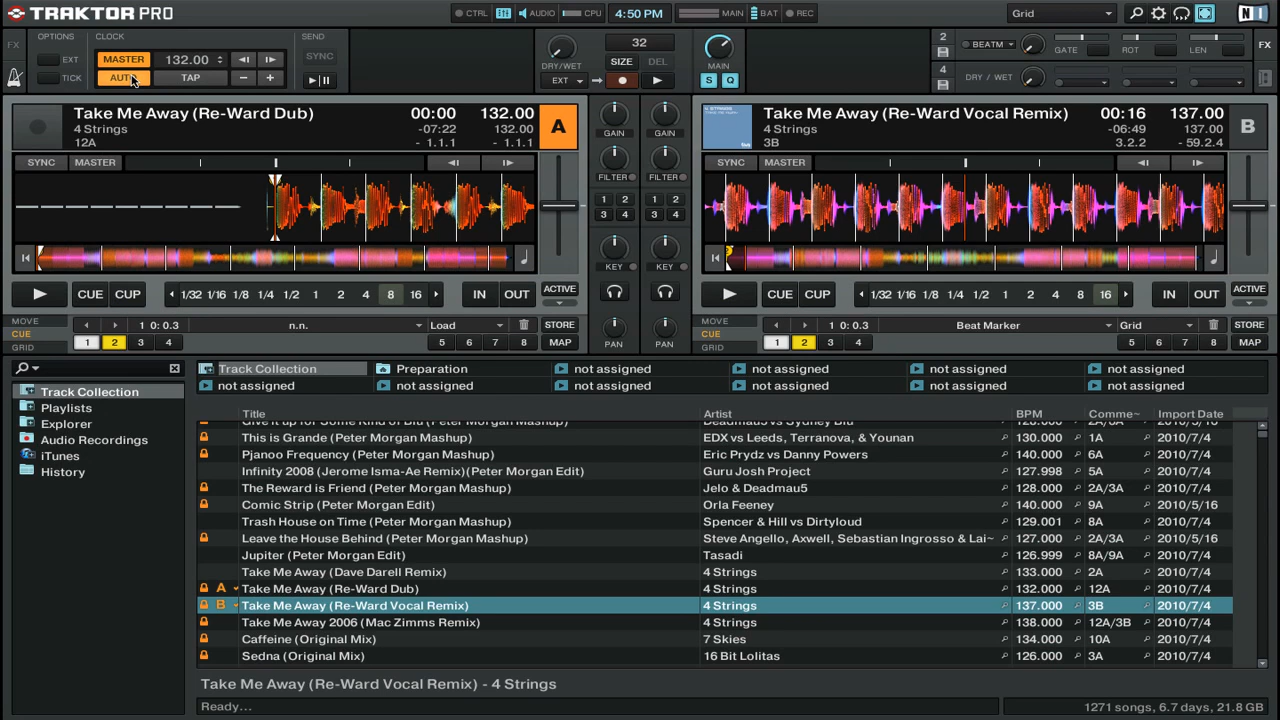 TRAKTOR PRO
CTRL AUDIO CPU 4:50 PM MAIN BAT REC Grid
FX OPTIONS CLOCK SEND
EXT MASTER 132.00 SYNC
TICK AUTO TAP
DRY/WET 32 MAIN
SIZE DEL
EXT S Q
2 BEATM GATE ROT LEN FX
4 DRY / WET
Take Me Away (Re-Ward Dub) 00:00 132.00 A
4 Strings -07:22 132.00
12A - 1.1.1 - 1.1.1
SYNC MASTER
IN OUT
CUE CUP 1/32 1/16 1/8 1/4 1/2 1 2 4 8 16 ACTIVE
MOVE CUE GRID 1 0: 0.3 n.n. Load STORE
1 2 3 4 5 6 7 8 MAP
GAIN GAIN
FILTER FILTER
1 2 1 2
3 4 3 4
KEY KEY
PAN PAN
Take Me Away (Re-Ward Vocal Remix) 00:16 137.00 B
4 Strings -06:49 137.00
3B 3.2.2 - 59.2.4
SYNC MASTER
CUE CUP 1/32 1/16 1/8 1/4 1/2 1 2 4 8 16 IN OUT ACTIVE
MOVE CUE GRID 1 0: 0.3 Beat Marker Grid STORE
1 2 3 4 5 6 7 8 MAP
Track Collection Preparation not assigned not assigned not assigned not assigned
not assigned not assigned not assigned not assigned not assigned not assigned
Track Collection
Playlists
Explorer
Audio Recordings
iTunes
History
Title Artist BPM Comme~ Import Date
This is Grande (Peter Morgan Mashup) EDX vs Leeds, Terranova, & Younan 130.000 1A 2010/7/4
Pjanoo Frequency (Peter Morgan Mashup) Eric Prydz vs Danny Powers 140.000 6A 2010/7/4
Infinity 2008 (Jerome Isma-Ae Remix)(Peter Morgan Edit) Guru Josh Project 127.998 5A 2010/7/4
The Reward is Friend (Peter Morgan Mashup) Jelo & Deadmau5 128.000 2A/3A 2010/7/4
Comic Strip (Peter Morgan Edit) Orla Feeney 140.000 9A 2010/5/16
Trash House on Time (Peter Morgan Mashup) Spencer & Hill vs Dirtyloud 129.001 8A 2010/7/4
Leave the House Behind (Peter Morgan Mashup) Steve Angello, Axwell, Sebastian Ingrosso & Lai~ 127.000 2A/3A 2010/5/16
Jupiter (Peter Morgan Edit) Tasadi 126.999 8A/9A 2010/7/4
Take Me Away (Dave Darell Remix) 4 Strings 133.000 2A 2010/7/4
A Take Me Away (Re-Ward Dub) 4 Strings 132.000 12A 2010/7/4
B Take Me Away (Re-Ward Vocal Remix) 4 Strings 137.000 3B 2010/7/4
Take Me Away 2006 (Mac Zimms Remix) 4 Strings 138.000 12A/3B 2010/7/4
Caffeine (Original Mix) 7 Skies 134.000 10A 2010/7/4
Sedna (Original Mix) 16 Bit Lolitas 126.000 3A 2010/7/4
Take Me Away (Re-Ward Vocal Remix) - 4 Strings
Ready... 1271 songs, 6.7 days, 21.8 GB